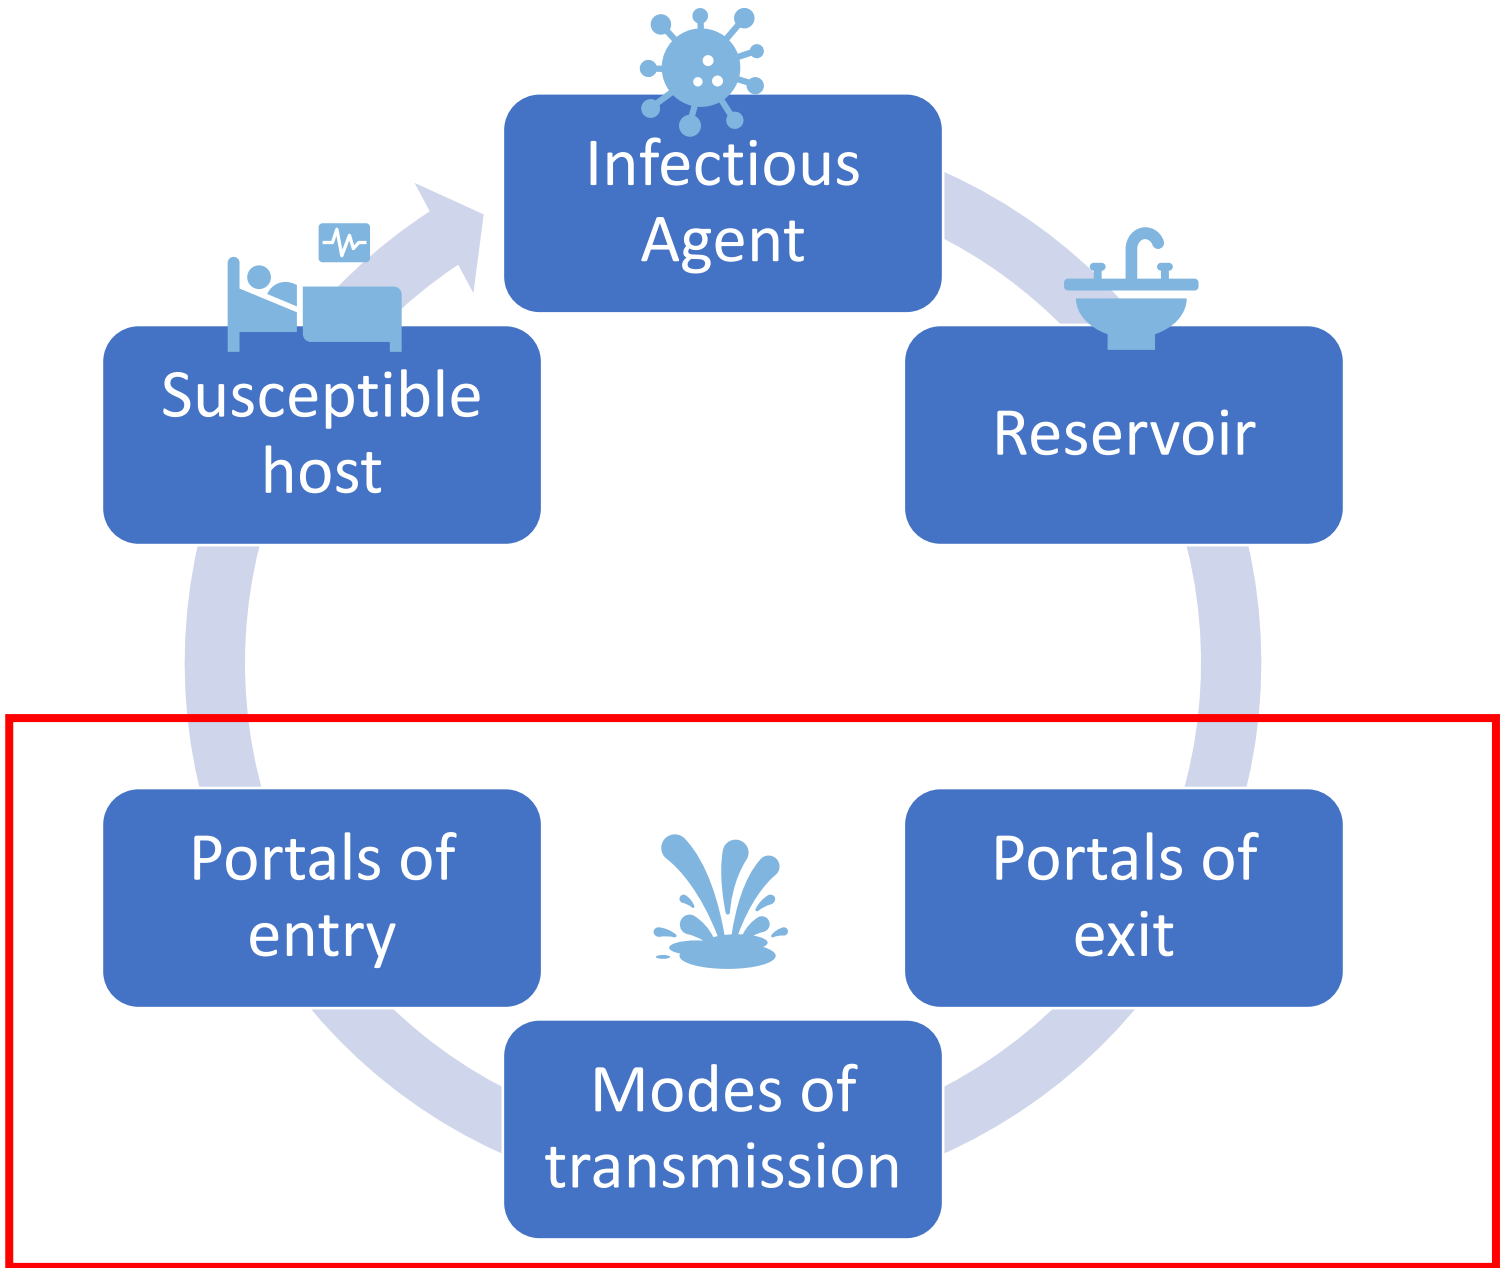 Infectious
Agent
Susceptible
host
Reservoir
Portals of
entry
Portals of
exit
Modes of
transmission